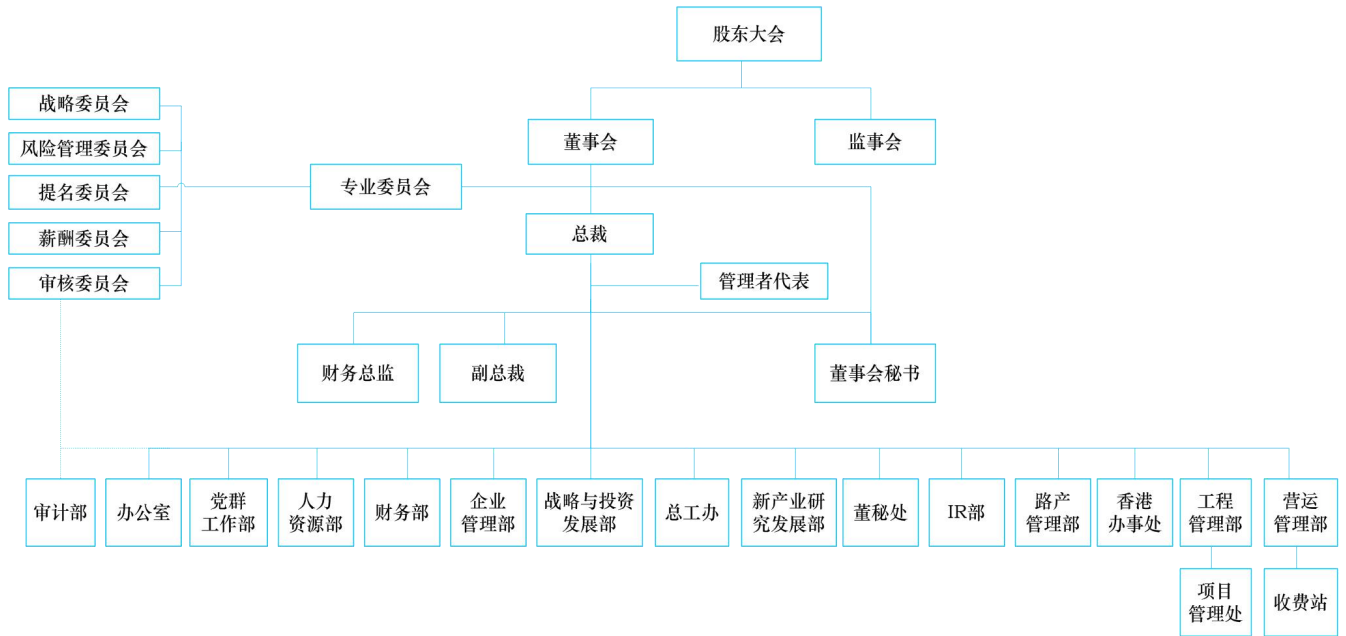 股东大会
董事会
监事会
战略委员会
风险管理委员会
提名委员会
薪酬委员会
审核委员会
专业委员会
总裁
管理者代表
财务总监
副总裁
董事会秘书
审计部
办公室
党群
工作部
人力
资源部
财务部
企业
管理部
战略与投资
发展部
总工办
新产业研
究发展部
董秘处
IR部
路产
管理部
香港
办事处
工程
管理部
营运
管理部
项目
管理处
收费站